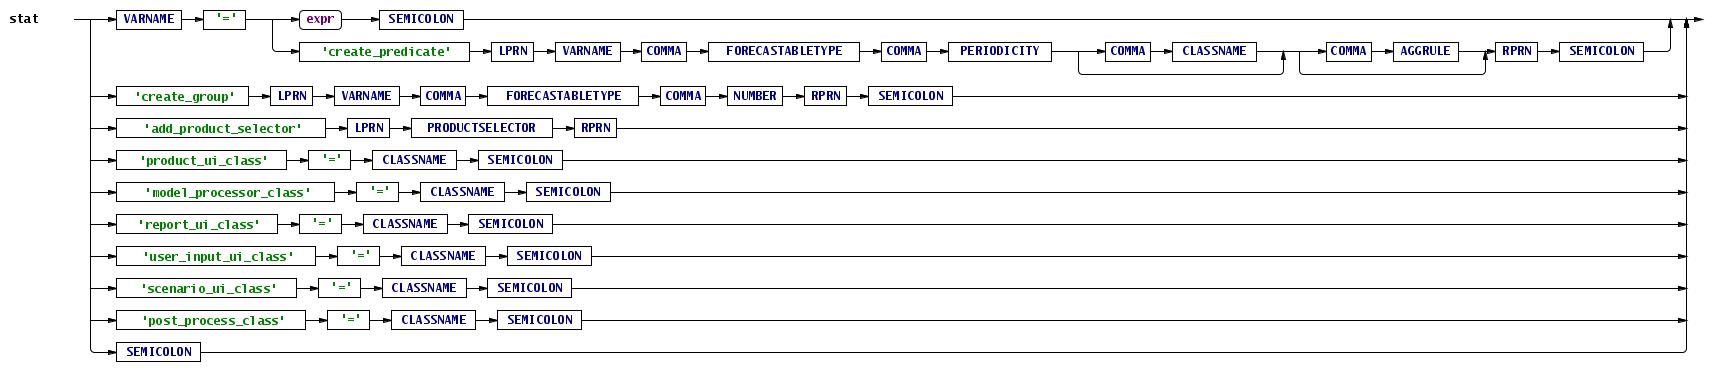 stat VARNAME '=' expr SEMICOLON
'create_predicate' LPRN VARNAME COMMA FORECASTABLETYPE COMMA PERIODICITY COMMA CLASSNAME COMMA AGGRULE RPRN SEMICOLON
'create_group' LPRN VARNAME COMMA FORECASTABLETYPE COMMA NUMBER RPRN SEMICOLON
'add_product_selector' LPRN PRODUCTSELECTOR RPRN
'product_ui_class' '=' CLASSNAME SEMICOLON
'model_processor_class' '=' CLASSNAME SEMICOLON
'report_ui_class' '=' CLASSNAME SEMICOLON
'user_input_ui_class' '=' CLASSNAME SEMICOLON
'scenario_ui_class' '=' CLASSNAME SEMICOLON
'post_process_class' '=' CLASSNAME SEMICOLON
SEMICOLON